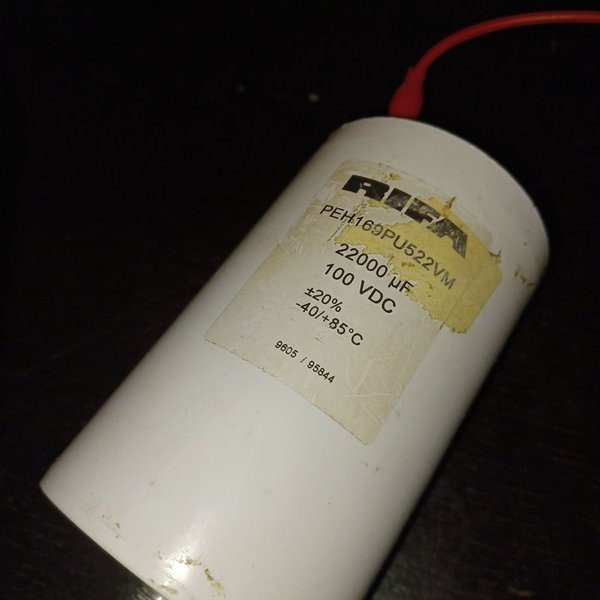 RIFA
PEH169PU522VM
22000 µF
100 VDC
±20%
-40/+85°C
9605 / 95844